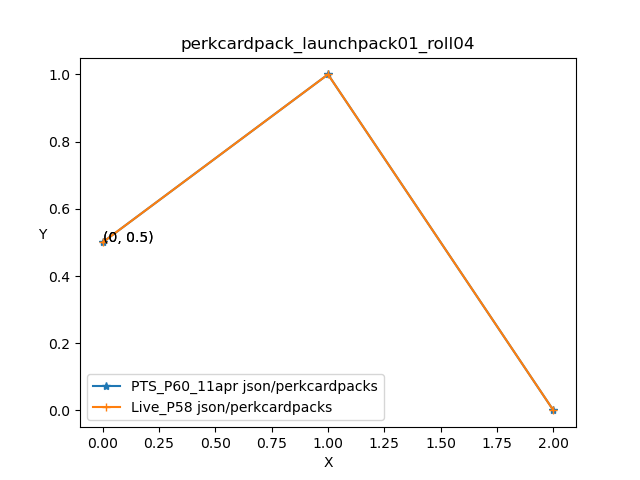 perkcardpack_launchpack01_roll04
1.0
0.8
0.6
Y
(0, 0.5)
0.4
0.2
0.0
PTS_P60_11apr json/perkcardpacks
Live_P58 json/perkcardpacks
0.00 0.25 0.50 0.75 1.00 1.25 1.50 1.75 2.00
X